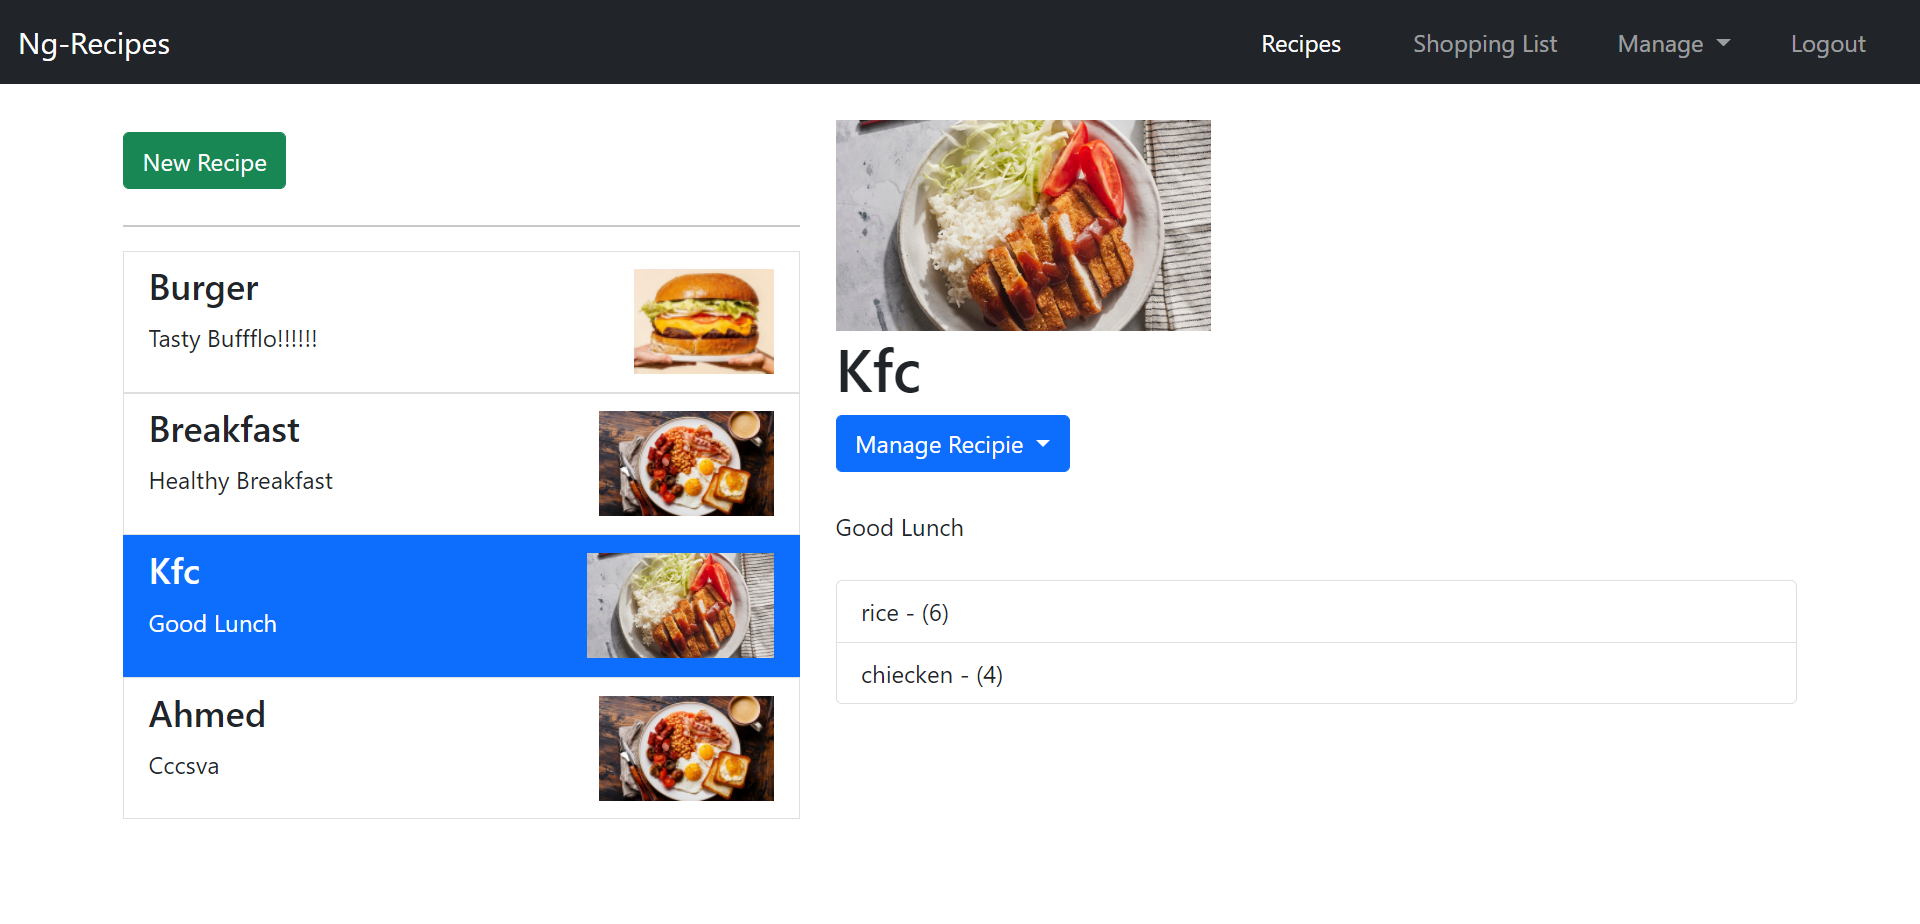 Ng-Recipes
Recipes
Shopping List
Manage
Logout
New Recipe
Burger
Tasty Buffflo!!!!!!
Breakfast
Healthy Breakfast
Kfc
Good Lunch
Ahmed
Cccsva
Kfc
Manage Recipie
Good Lunch
rice - (6)
chiecken - (4)